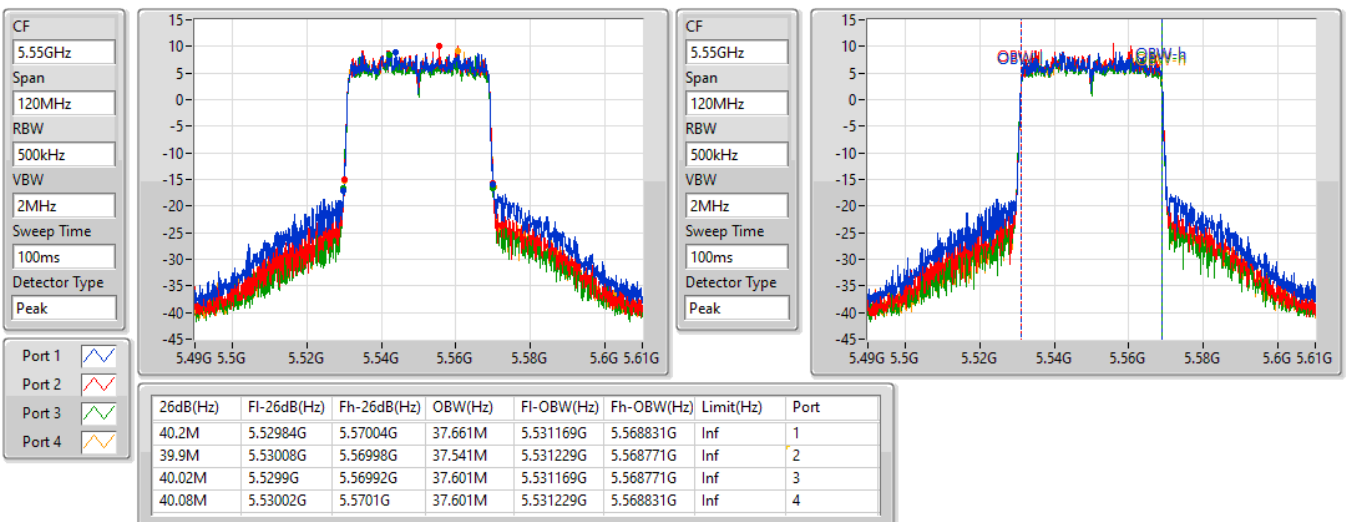 CF
5.55GHz
Span
120MHz
RBW
500kHz
VBW
2MHz
Sweep Time
100ms
Detector Type
Peak
15
10
5
0
-5
-10
-15
-20
-25
-30
-35
-40
-45
5.49G 5.5G 5.52G 5.54G 5.56G 5.58G 5.6G 5.61G
CF
5.55GHz
Span
120MHz
RBW
500kHz
VBW
2MHz
Sweep Time
100ms
Detector Type
Peak
15
10
5
0
-5
-10
-15
-20
-25
-30
-35
-40
-45
OBW-h
5.49G 5.5G 5.52G 5.54G 5.56G 5.58G 5.6G 5.61G
Port 1
Port 2
Port 3
Port 4
26dB(Hz) Fl-26dB(Hz) Fh-26dB(Hz) OBW(Hz) Fl-OBW(Hz) Fh-OBW(Hz) Limit(Hz) Port
40.2M 5.52984G 5.57004G 37.661M 5.531169G 5.568831G Inf 1
39.9M 5.53008G 5.56998G 37.541M 5.531229G 5.568771G Inf 2
40.02M 5.5299G 5.56992G 37.601M 5.531169G 5.568771G Inf 3
40.08M 5.53002G 5.5701G 37.601M 5.531229G 5.568831G Inf 4